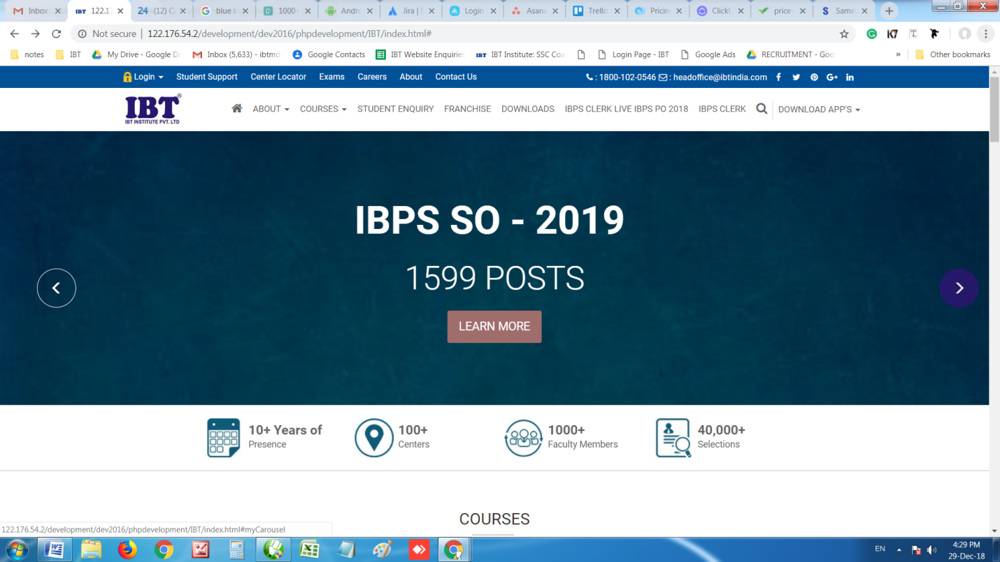 Inbox
122.1
24 (12) C
blue b
1000+
Andro
Jira |
Login
Asana
Trello
Pricin
ClickU
price-
Sams
Not secure | 122.176.54.2/development/dev2016/phpdevelopment/IBT/index.html#
notes
IBT
My Drive - Google Dr
Inbox (5,633) - ibtmd
Google Contacts
IBT Website Enquiries
IBT Institute: SSC Coa
Login Page - IBT
Google Ads
RECRUITMENT - Goo
»
Other bookmarks
Login Student Support Center Locator Exams Careers About Contact Us : 1800-102-0546 : headoffice@ibtindia.com
IBT®
IBT INSTITUTE PVT. LTD
ABOUT COURSES STUDENT ENQUIRY FRANCHISE DOWNLOADS IBPS CLERK LIVE IBPS PO 2018 IBPS CLERK DOWNLOAD APP'S
IBPS SO - 2019
1599 POSTS
LEARN MORE
10+ Years of
Presence
100+
Centers
1000+
Faculty Members
40,000+
Selections
COURSES
122.176.54.2/development/dev2016/phpdevelopment/IBT/index.html#myCarousel
EN
4:29 PM
29-Dec-18